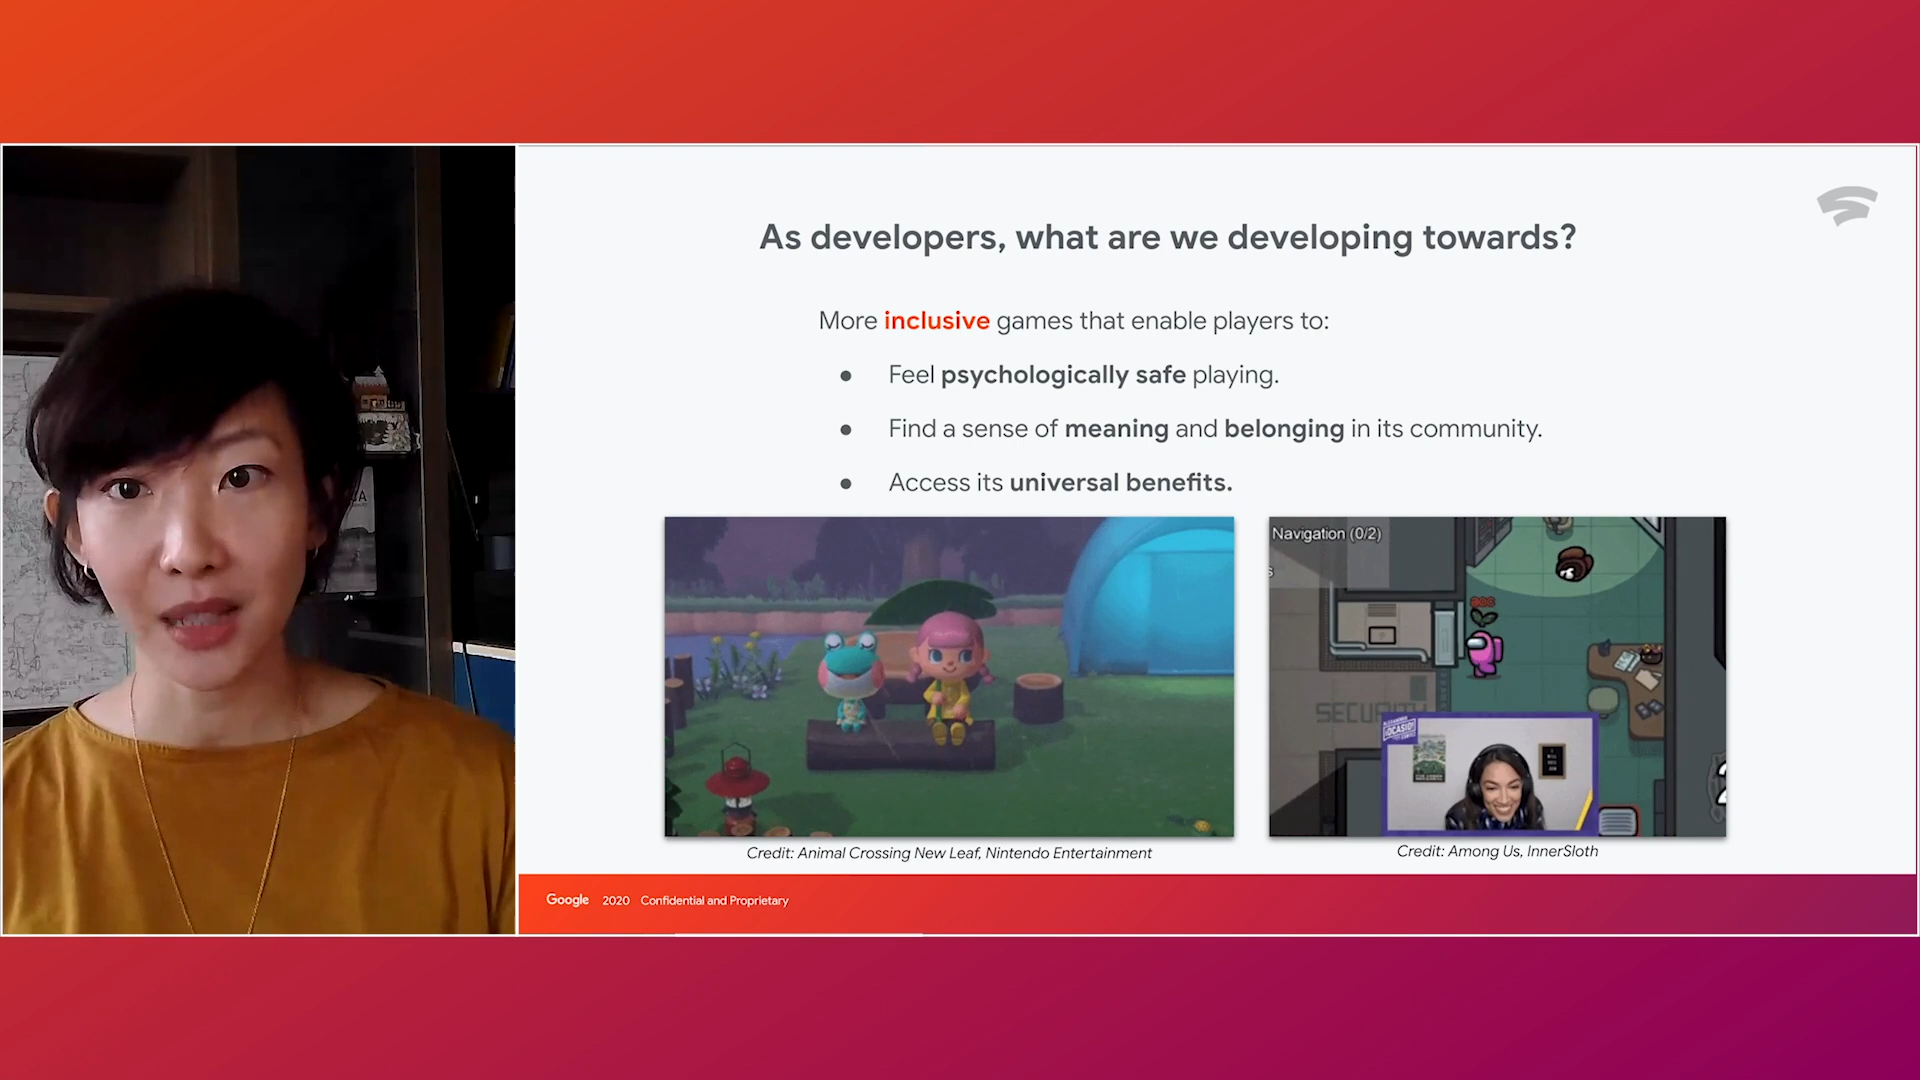 As developers, what are we developing towards?
More inclusive games that enable players to:
● Feel psychologically safe playing.
● Find a sense of meaning and belonging in its community.
● Access its universal benefits.
Navigation (0/2)
s
SECURITY
Credit: Animal Crossing New Leaf, Nintendo Entertainment
Credit: Among Us, InnerSloth
Google 2020 Confidential and Proprietary